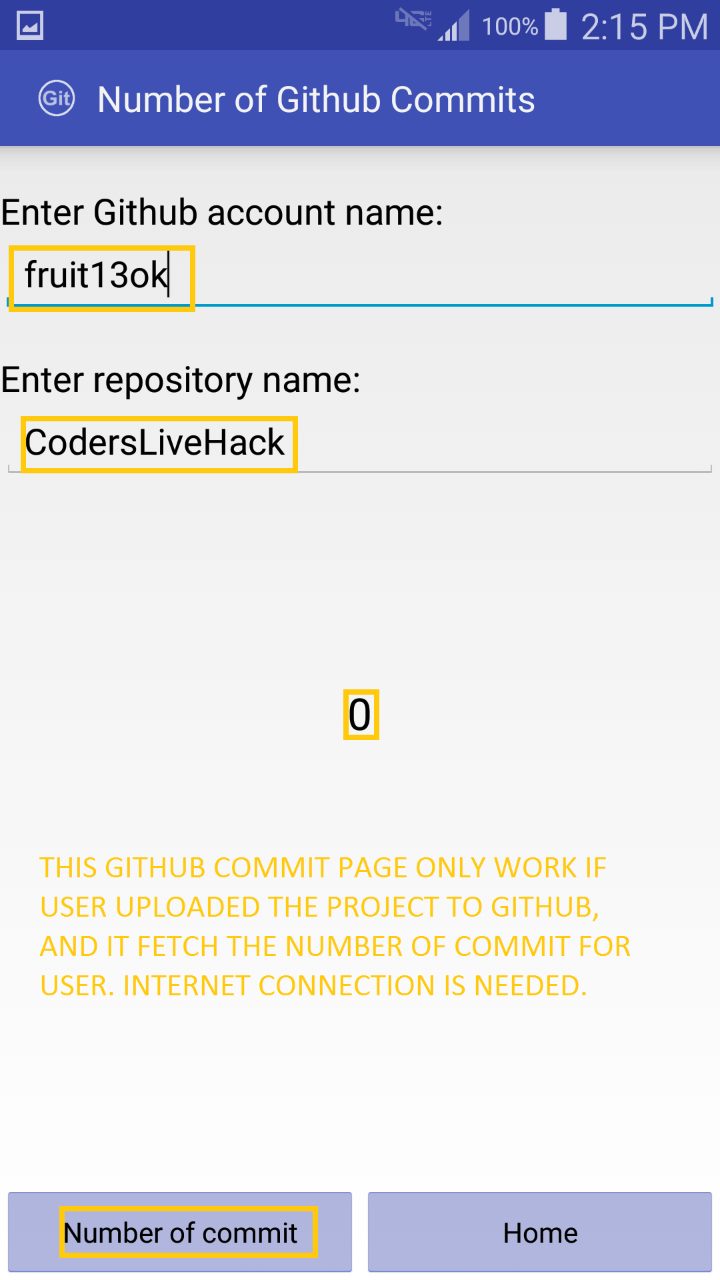 100% 2:15 PM
Git Number of Github Commits
Enter Github account name:
fruit13ok
Enter repository name:
CodersLiveHack
0
THIS GITHUB COMMIT PAGE ONLY WORK IF
USER UPLOADED THE PROJECT TO GITHUB,
AND IT FETCH THE NUMBER OF COMMIT FOR
USER. INTERNET CONNECTION IS NEEDED.
Number of commit Home